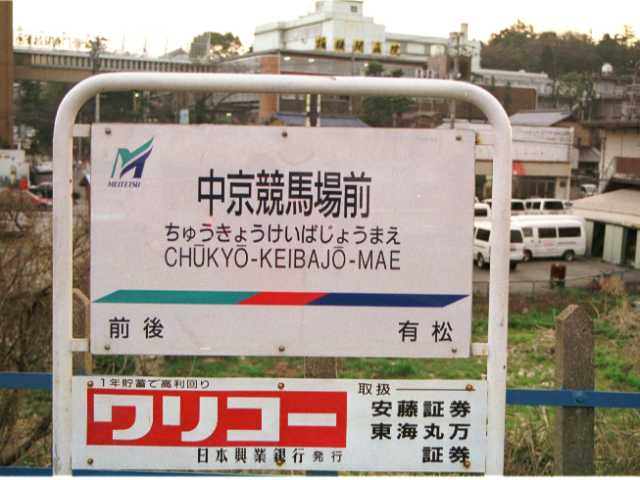 MEITETSU
中京競馬場前
ちゅうきょうけいばじょうまえ
CHŪKYŌ-KEIBAJŌ-MAE
前後
有松
1年貯蓄で高利回り
ワリコー
日本興業銀行 発行
取扱
安藤証券
東海丸万
証券